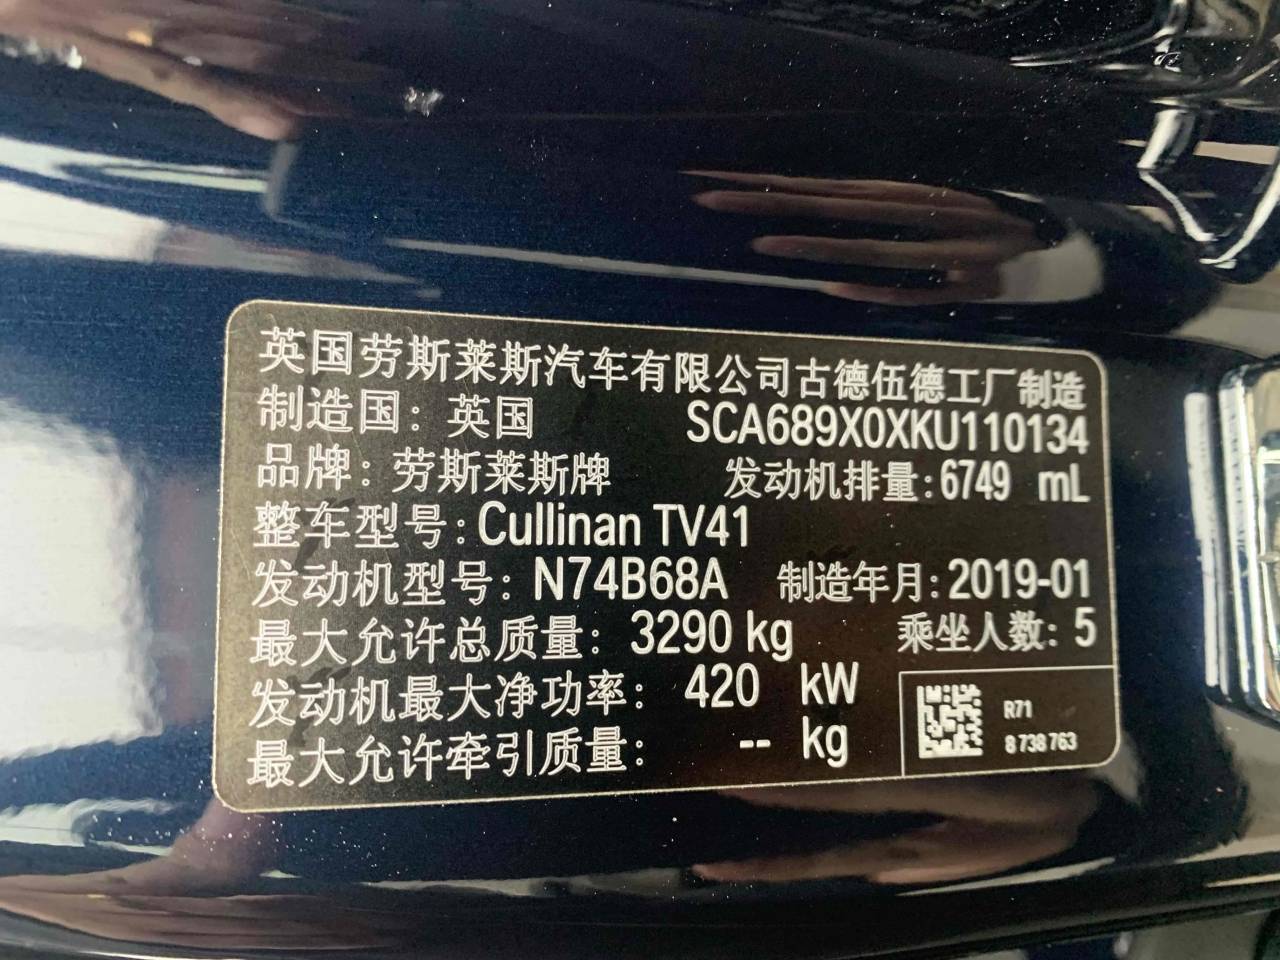 英国劳斯莱斯汽车有限公司古德伍德工厂制造
制造国：英国 SCA689X0XKU110134
品牌：劳斯莱斯牌 发动机排量：6749 mL
整车型号：Cullinan TV41
发动机型号：N74B68A 制造年月：2019-01
最大允许总质量：3290 kg 乘坐人数：5
发动机最大净功率：420 kW
最大允许牵引质量：-- kg
R71
8 738 763